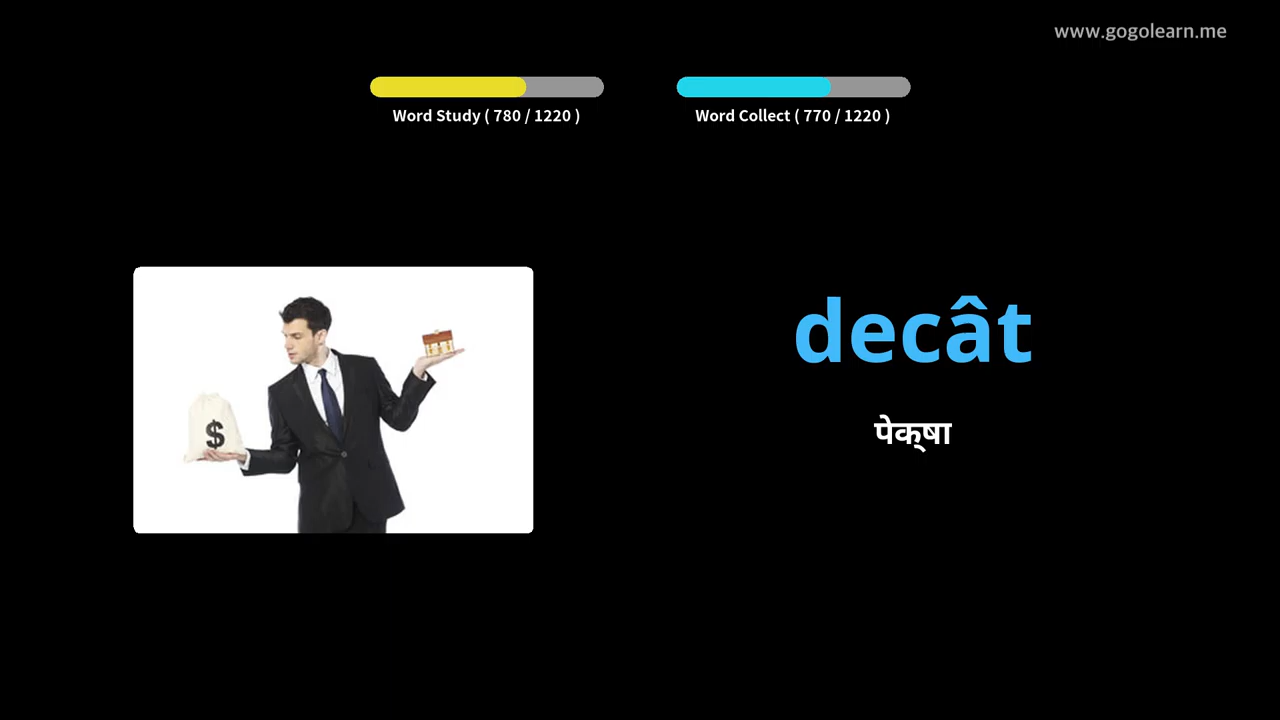 www.gogolearn.me
Word Study ( 780 / 1220 )
Word Collect ( 770 / 1220 )
$
decât
पेक्‌षा